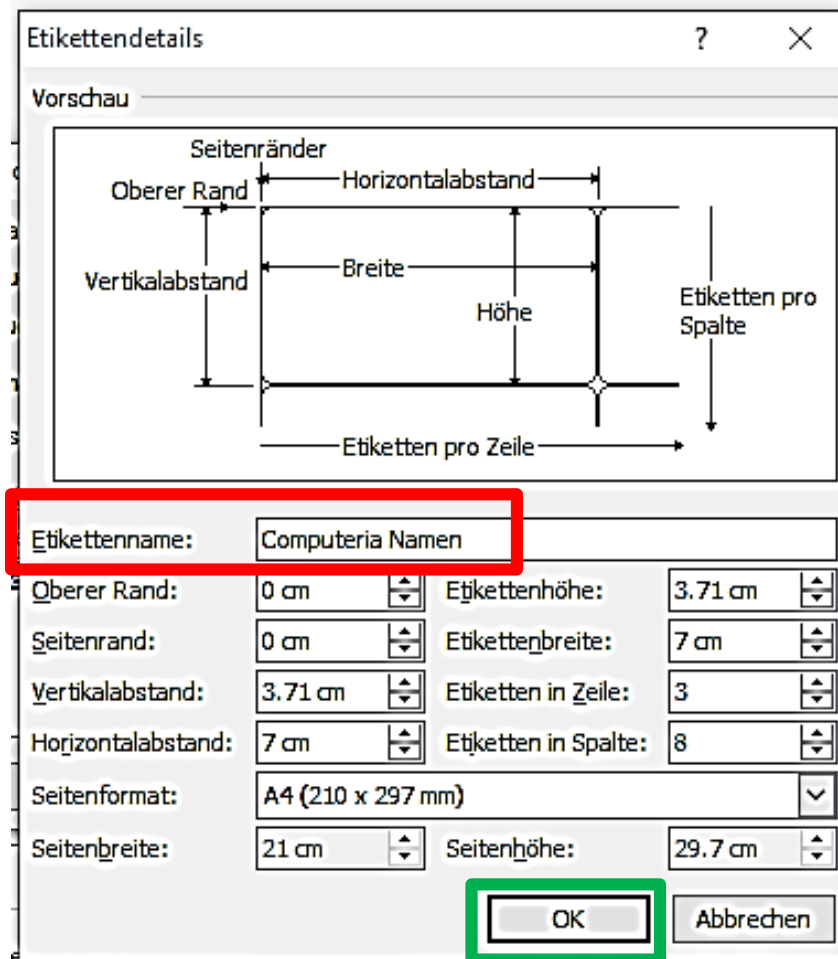 Etikettendetails ?
Vorschau
Seitenränder
Oberer Rand Horizontalabstand
Vertikalabstand Breite
Höhe
Etiketten pro
Spalte
Etiketten pro Zeile
Etikettenname: Computeria Namen
Oberer Rand: 0 cm Etikettenhöhe: 3.71 cm
Seitenrand: 0 cm Etikettenbreite: 7 cm
Vertikalabstand: 3.71 cm Etiketten in Zeile: 3
Horizontalabstand: 7 cm Etiketten in Spalte: 8
Seitenformat: A4 (210 x 297 mm)
Seitenbreite: 21 cm Seitenhöhe: 29.7 cm
OK Abbrechen